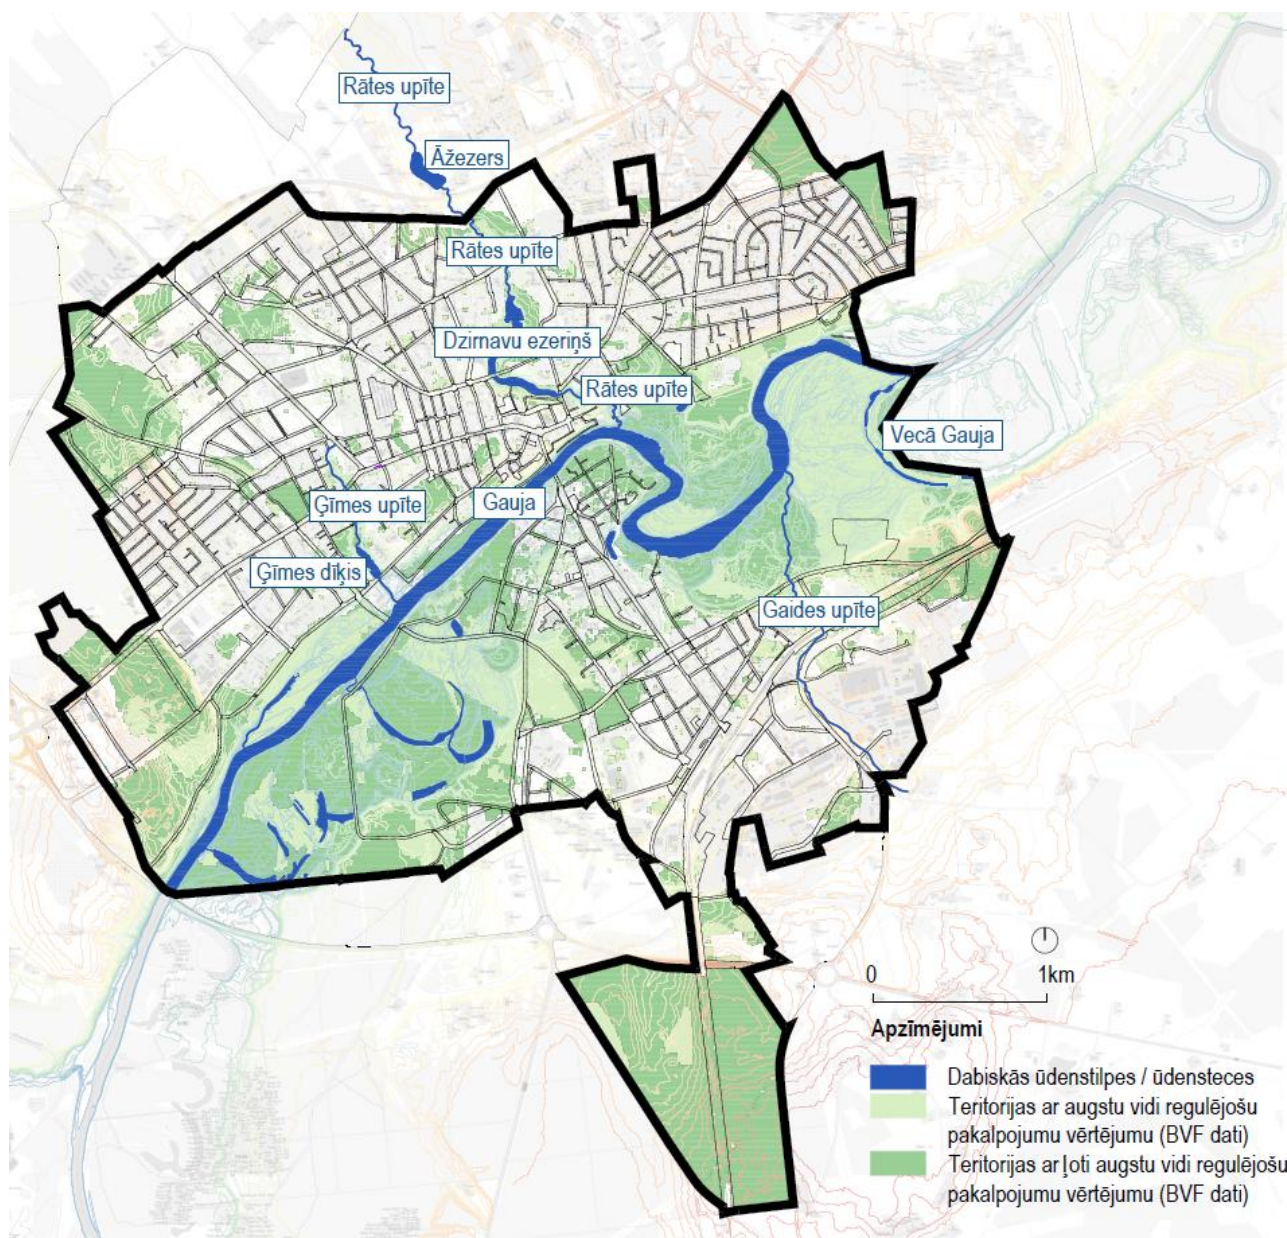 Rātes upīte
Āžezers
Rātes upīte
Dzirnavu ezeriņš
Rātes upīte
Vecā Gauja
Ģīmes upīte
Gauja
Ģīmes dīķis
Gaides upīte
0 1km
Apzīmējumi
Dabiskās ūdenstilpes / ūdensteces
Teritorijas ar augstu vidi regulējošu
pakalpojumu vērtējumu (BVF dati)
Teritorijas ar ļoti augstu vidi regulējošu
pakalpojumu vērtējumu (BVF dati)